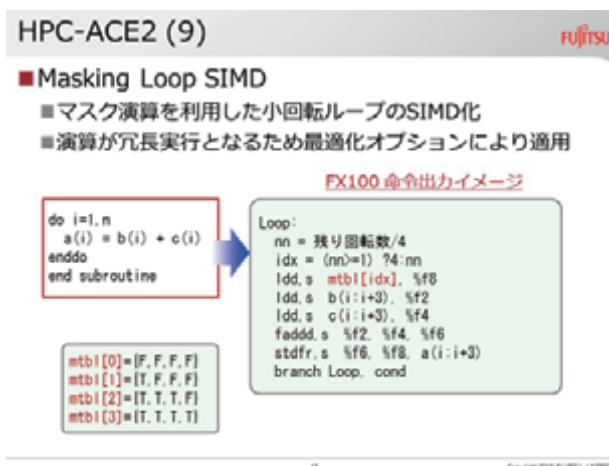 HPC-ACE2 (9)
FUJITSU
■Masking Loop SIMD
■マスク演算を利用した小回転ループのSIMD化
■演算が冗長実行となるため最適化オプションにより適用
FX100 命令出力イメージ
do i=1,n
a(i) = b(i) + c(i)
enddo
end subroutine
Loop:
nn = 残り回転数/4
idx = (nn>=1) ?4:nn
ldd,s mtbl[idx], %f8
ldd,s b(i:i+3), %f2
ldd,s c(i:i+3), %f4
faddd,s %f2, %f4, %f6
stdfr,s %f6, %f8, a(i:i+3)
branch Loop, cond
mtbl[0]={F,F,F,F}
mtbl[1]={T,F,F,F}
mtbl[2]={T,T,T,F}
mtbl[3]={T,T,T,T}